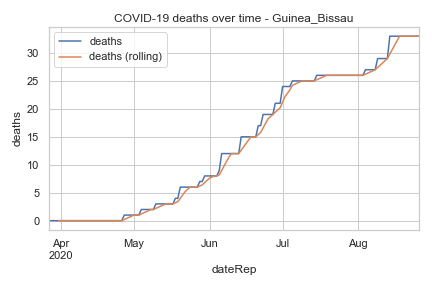 COVID-19 deaths over time - Guinea_Bissau
deaths
deaths (rolling)
deaths
30
25
20
15
10
5
0
Apr
2020
May
Jun
Jul
Aug
dateRep